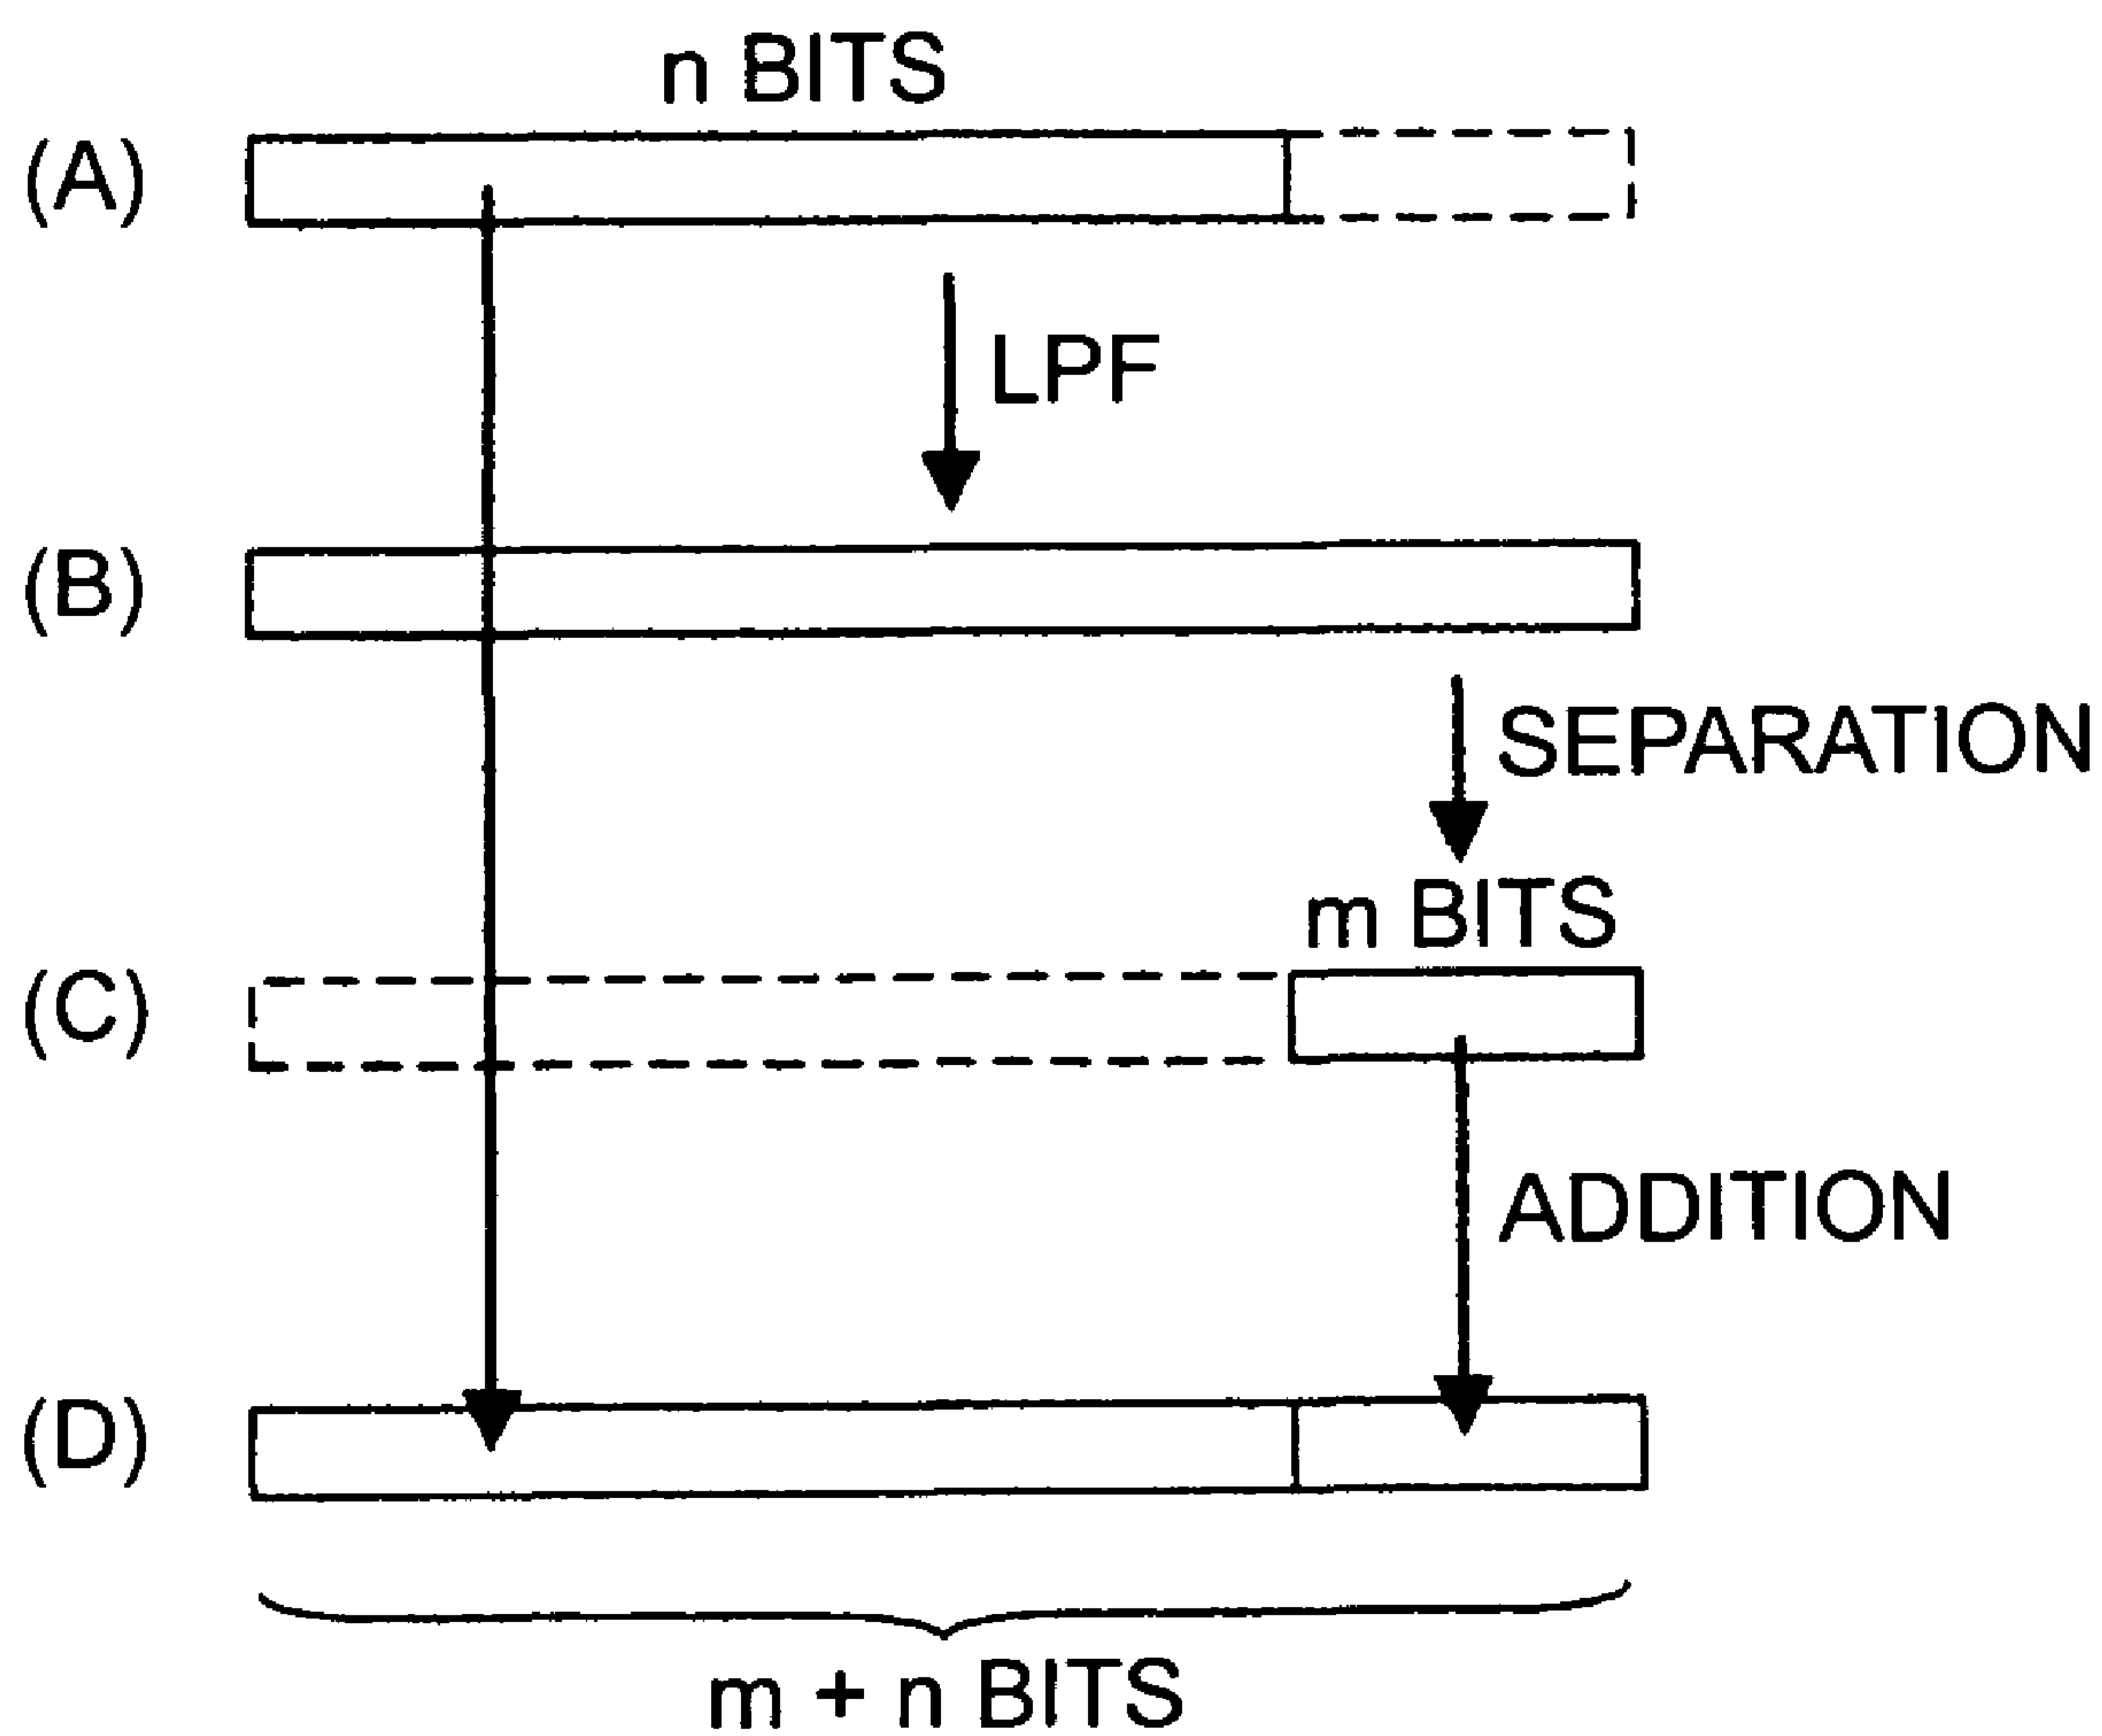 n BITS
(A)
LPF
(B)
SEPARATION
m BITS
(C)
ADDITION
(D)
m + n BITS